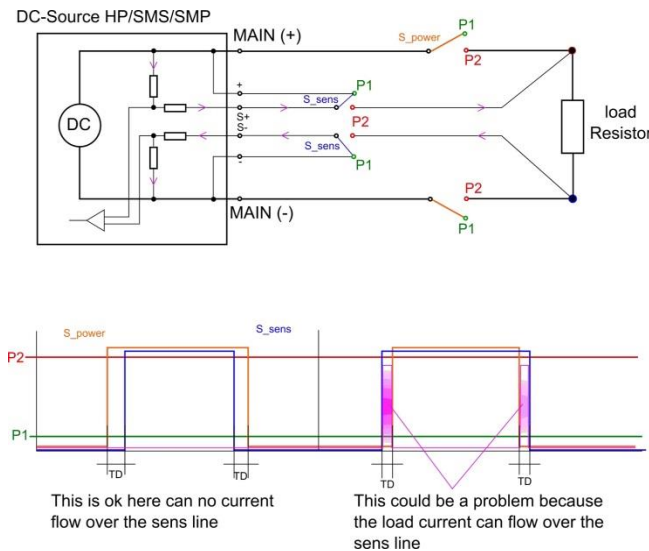 DC-Source HP/SMS/SMP
MAIN (+)
S_power
P1
P2
+
P1
S_sens
S+
P2
S-
S_sens
P1
-
DC
load
Resistor
MAIN (-)
P2
P1
S_power
S_sens
P2
P1
TD
TD
TD
TD
This is ok here can no current
flow over the sens line
This could be a problem because
the load current can flow over the
sens line